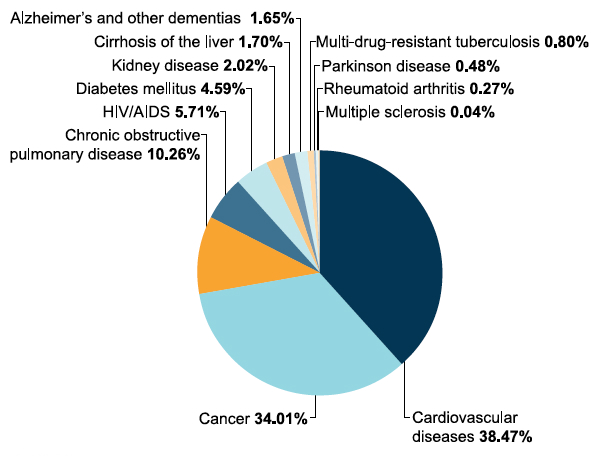 Alzheimer's and other dementias 1.65%
Cirrhosis of the liver 1.70%
Kidney disease 2.02%
Diabetes mellitus 4.59%
HIV/AIDS 5.71%
Chronic obstructive
pulmonary disease 10.26%
Multi-drug-resistant tuberculosis 0.80%
Parkinson disease 0.48%
Rheumatoid arthritis 0.27%
Multiple sclerosis 0.04%
Cancer 34.01%
Cardiovascular
diseases 38.47%